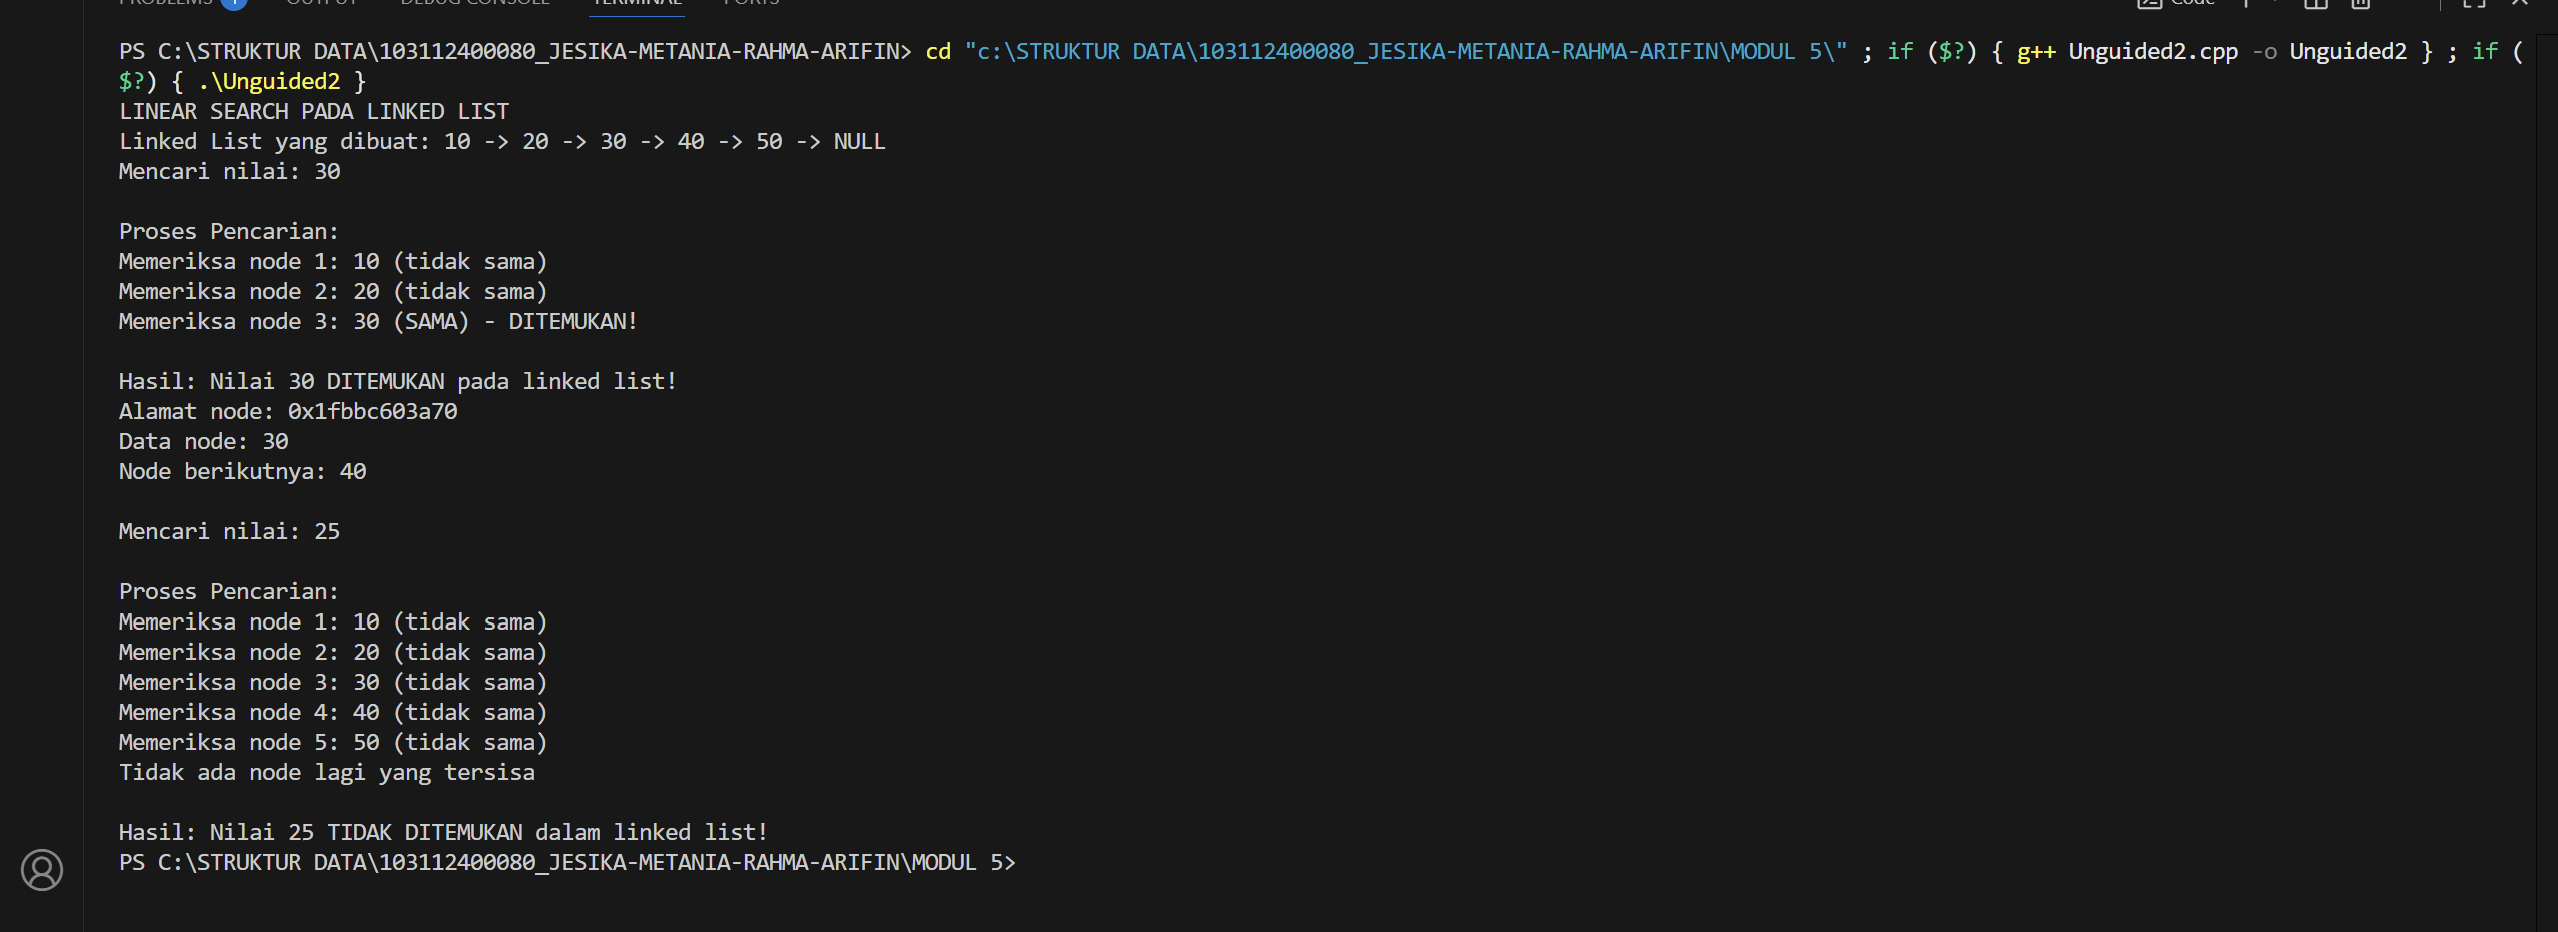 PROBLEMS OUTPUT DEBUG CONSOLE TERMINAL PORTS Code
PS C:\STRUKTUR DATA\103112400080_JESIKA-METANIA-RAHMA-ARIFIN> cd "c:\STRUKTUR DATA\103112400080_JESIKA-METANIA-RAHMA-ARIFIN\MODUL 5\" ; if ($?) { g++ Unguided2.cpp -o Unguided2 } ; if (
$?) { .\Unguided2 }
LINEAR SEARCH PADA LINKED LIST
Linked List yang dibuat: 10 -> 20 -> 30 -> 40 -> 50 -> NULL
Mencari nilai: 30
Proses Pencarian:
Memeriksa node 1: 10 (tidak sama)
Memeriksa node 2: 20 (tidak sama)
Memeriksa node 3: 30 (SAMA) - DITEMUKAN!
Hasil: Nilai 30 DITEMUKAN pada linked list!
Alamat node: 0x1fbbc603a70
Data node: 30
Node berikutnya: 40
Mencari nilai: 25
Proses Pencarian:
Memeriksa node 1: 10 (tidak sama)
Memeriksa node 2: 20 (tidak sama)
Memeriksa node 3: 30 (tidak sama)
Memeriksa node 4: 40 (tidak sama)
Memeriksa node 5: 50 (tidak sama)
Tidak ada node lagi yang tersisa
Hasil: Nilai 25 TIDAK DITEMUKAN dalam linked list!
PS C:\STRUKTUR DATA\103112400080_JESIKA-METANIA-RAHMA-ARIFIN\MODUL 5>